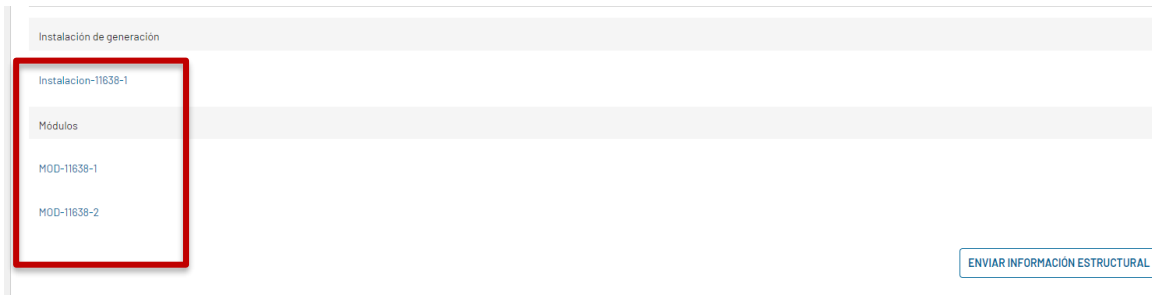 Instalación de generación
Instalacion-11638-1
Módulos
MOD-11638-1
MOD-11638-2
ENVIAR INFORMACIÓN ESTRUCTURAL